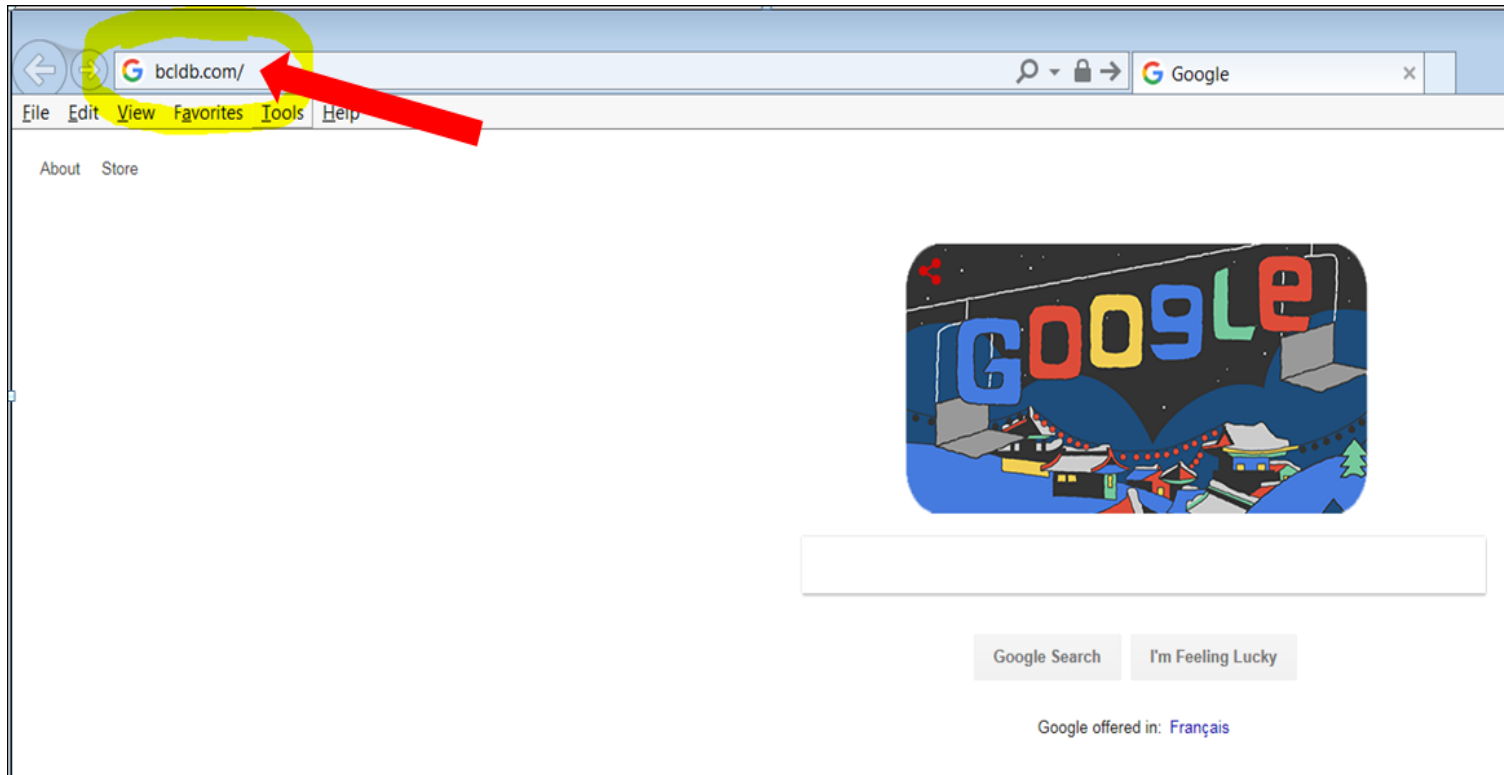 bcldb.com/
Google
File Edit View Favorites Tools Help
About Store
GOOGLE
Google Search I'm Feeling Lucky
Google offered in: Français